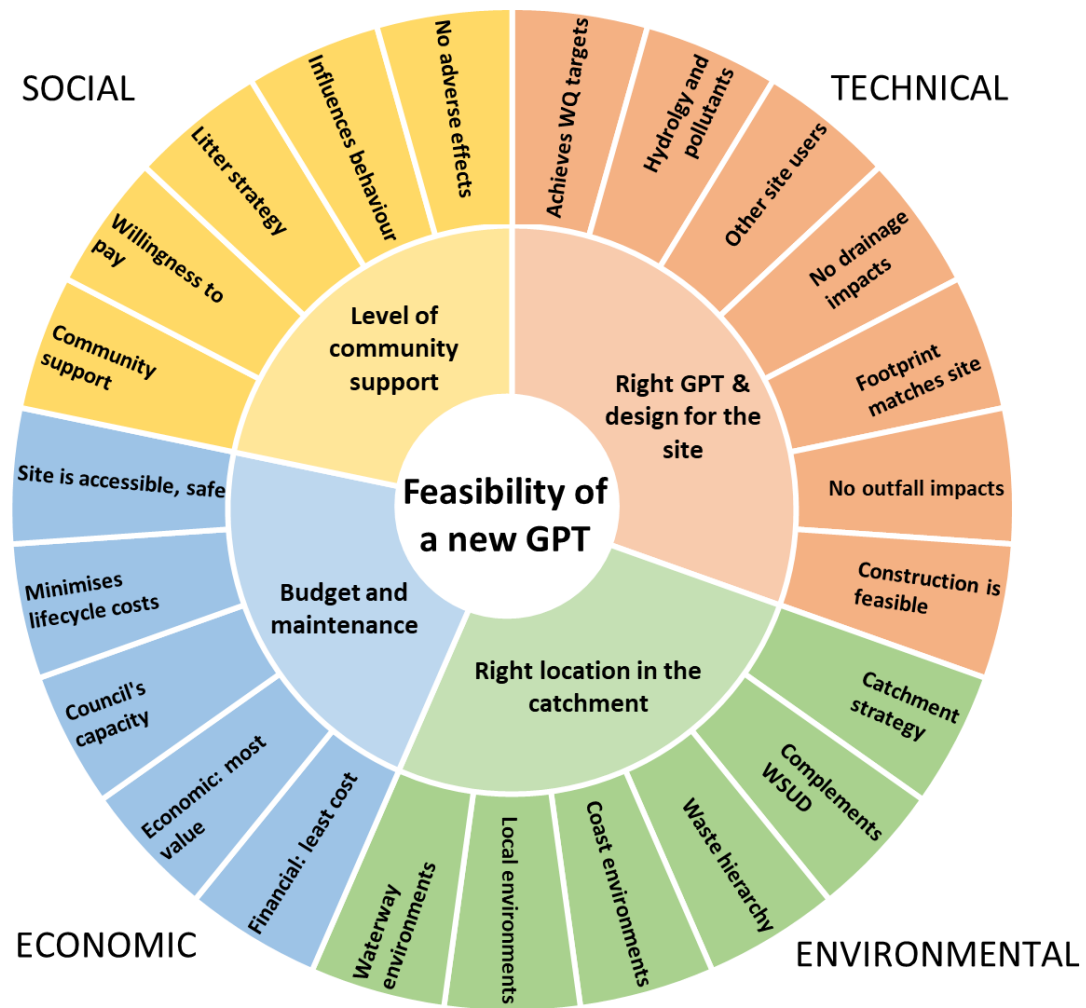 SOCIAL
TECHNICAL
ECONOMIC
ENVIRONMENTAL
Feasibility of
a new GPT
Right GPT &
design for the
site
Achieves WQ targets
Hydrolgy and
pollutants
Other site users
No drainage
impacts
Footprint
matches site
No outfall impacts
Construction is
feasible
Right location in the
catchment
Catchment
strategy
Complements
WSUD
Waste hierarchy
Coast environments
Local environments
Waterway
environments
Budget and
maintenance
Financial: least cost
Economic: most
value
Council's
capacity
Minimises
lifecycle costs
Site is accessible, safe
Level of
community
support
Community
support
Willingness to
pay
Litter strategy
Influences
behaviour
No adverse
effects